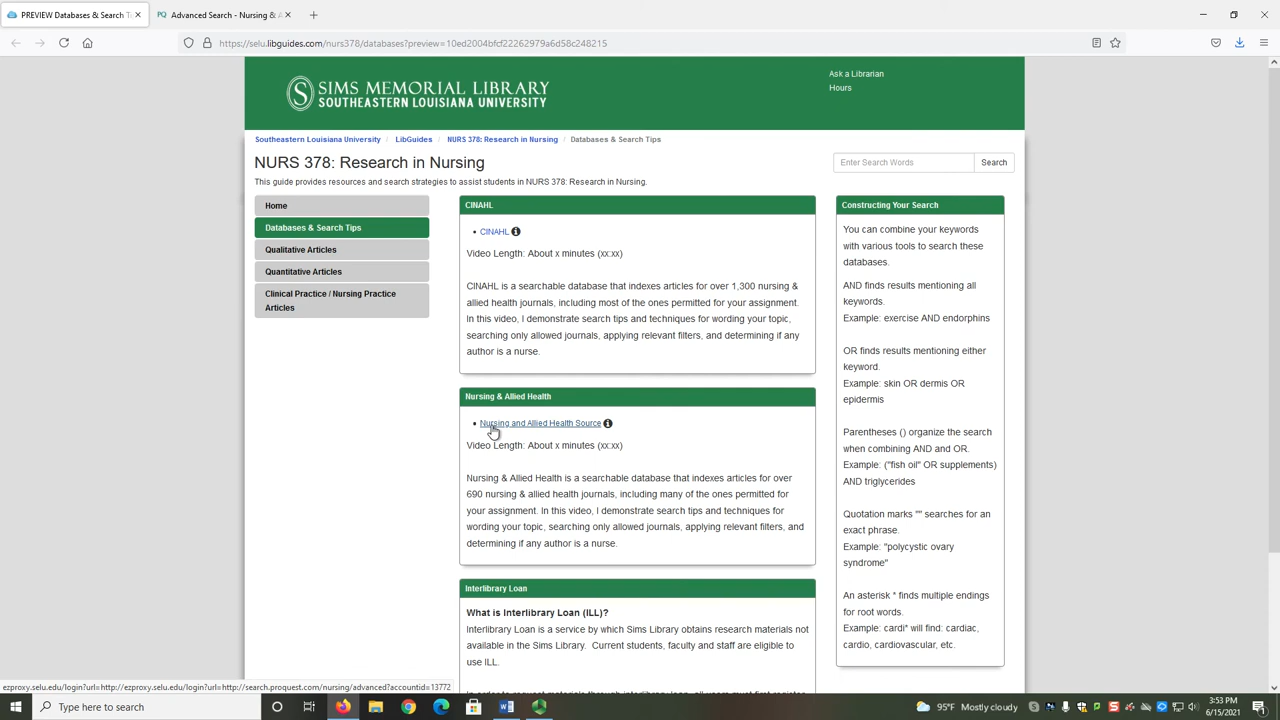 PREVIEW Databases & Search T
Advanced Search - Nursing & A
https://selu.libguides.com/nurs378/databases?preview=10ed2004bfcf22262979a6d58c248215
SIMS MEMORIAL LIBRARY
SOUTHEASTERN LOUISIANA UNIVERSITY
Ask a Librarian
Hours
Southeastern Louisiana University / LibGuides / NURS 378: Research in Nursing / Databases & Search Tips
NURS 378: Research in Nursing
Enter Search Words
Search
This guide provides resources and search strategies to assist students in NURS 378: Research in Nursing.
Home
Databases & Search Tips
Qualitative Articles
Quantitative Articles
Clinical Practice / Nursing Practice
Articles
CINAHL
• CINAHL
Video Length: About x minutes (xx:xx)
CINAHL is a searchable database that indexes articles for over 1,300 nursing &
allied health journals, including most of the ones permitted for your assignment.
In this video, I demonstrate search tips and techniques for wording your topic,
searching only allowed journals, applying relevant filters, and determining if any
author is a nurse.
Nursing & Allied Health
• Nursing and Allied Health Source
Video Length: About x minutes (xx:xx)
Nursing & Allied Health is a searchable database that indexes articles for over
690 nursing & allied health journals, including many of the ones permitted for
your assignment. In this video, I demonstrate search tips and techniques for
wording your topic, searching only allowed journals, applying relevant filters, and
determining if any author is a nurse.
Interlibrary Loan
What is Interlibrary Loan (ILL)?
Interlibrary Loan is a service by which Sims Library obtains research materials not
available in the Sims Library. Current students, faculty and staff are eligible to
use ILL.
In order to request materials through interlibrary loan, all users must first register
Constructing Your Search
You can combine your keywords
with various tools to search these
databases.
AND finds results mentioning all
keywords.
Example: exercise AND endorphins
OR finds results mentioning either
keyword.
Example: skin OR dermis OR
epidermis
Parentheses () organize the search
when combining AND and OR.
Example: ("fish oil" OR supplements)
AND triglycerides
Quotation marks "" searches for an
exact phrase.
Example: "polycystic ovary
syndrome"
An asterisk * finds multiple endings
for root words.
Example: cardi* will find: cardiac,
cardio, cardiovascular, etc.
ezproxy.selu.edu/login?url=http://ezproxy.selu.edu/login?url=http://search.proquest.com/nursing/advanced?accountid=13772
Type here to search
95°F Mostly cloudy
3:53 PM
6/15/2021